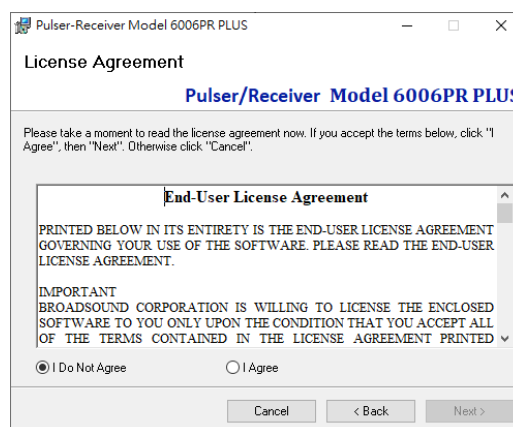 Pulser-Receiver Model 6006PR PLUS
License Agreement
Pulser/Receiver Model 6006PR PLUS
Please take a moment to read the license agreement now. If you accept the terms below, click "I
Agree", then "Next". Otherwise click "Cancel".
End-User License Agreement
PRINTED BELOW IN ITS ENTIRETY IS THE END-USER LICENSE AGREEMENT
GOVERNING YOUR USE OF THE SOFTWARE. PLEASE READ THE END-USER
LICENSE AGREEMENT.
IMPORTANT
BROADSOUND CORPORATION IS WILLING TO LICENSE THE ENCLOSED
SOFTWARE TO YOU ONLY UPON THE CONDITION THAT YOU ACCEPT ALL
OF THE TERMS CONTAINED IN THE LICENSE AGREEMENT PRINTED
I Do Not Agree I Agree
Cancel < Back Next >